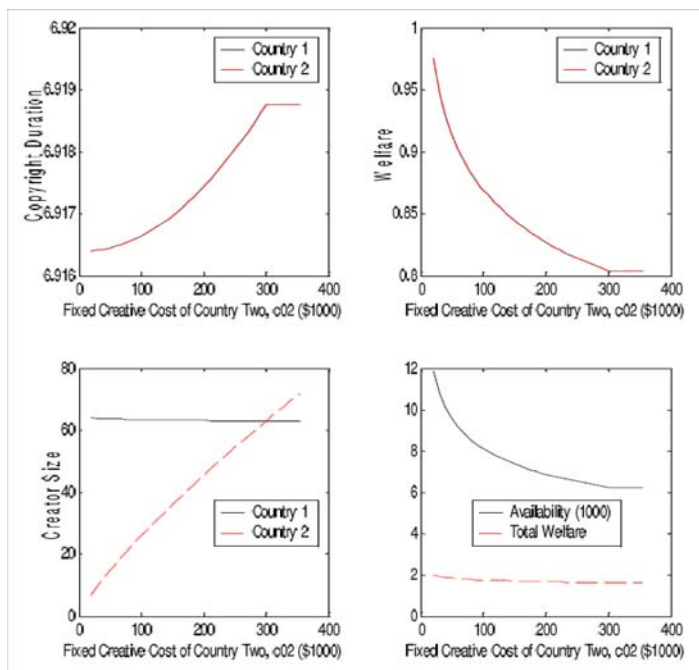 6.92
6.919
6.918
6.917
6.916
Copyright Duration
Country 1
Country 2
0 100 200 300 400
Fixed Creative Cost of Country Two, c02 ($1000)
1
0.95
0.9
0.85
0.8
Welfare
Country 1
Country 2
0 100 200 300 400
Fixed Creative Cost of Country Two, c02 ($1000)
80
60
40
20
0
Creator Size
Country 1
Country 2
0 100 200 300 400
Fixed Creative Cost of Country Two, c02 ($1000)
12
10
8
6
4
2
0
Availability (1000)
Total Welfare
0 100 200 300 400
Fixed Creative Cost of Country Two, c02 ($1000)